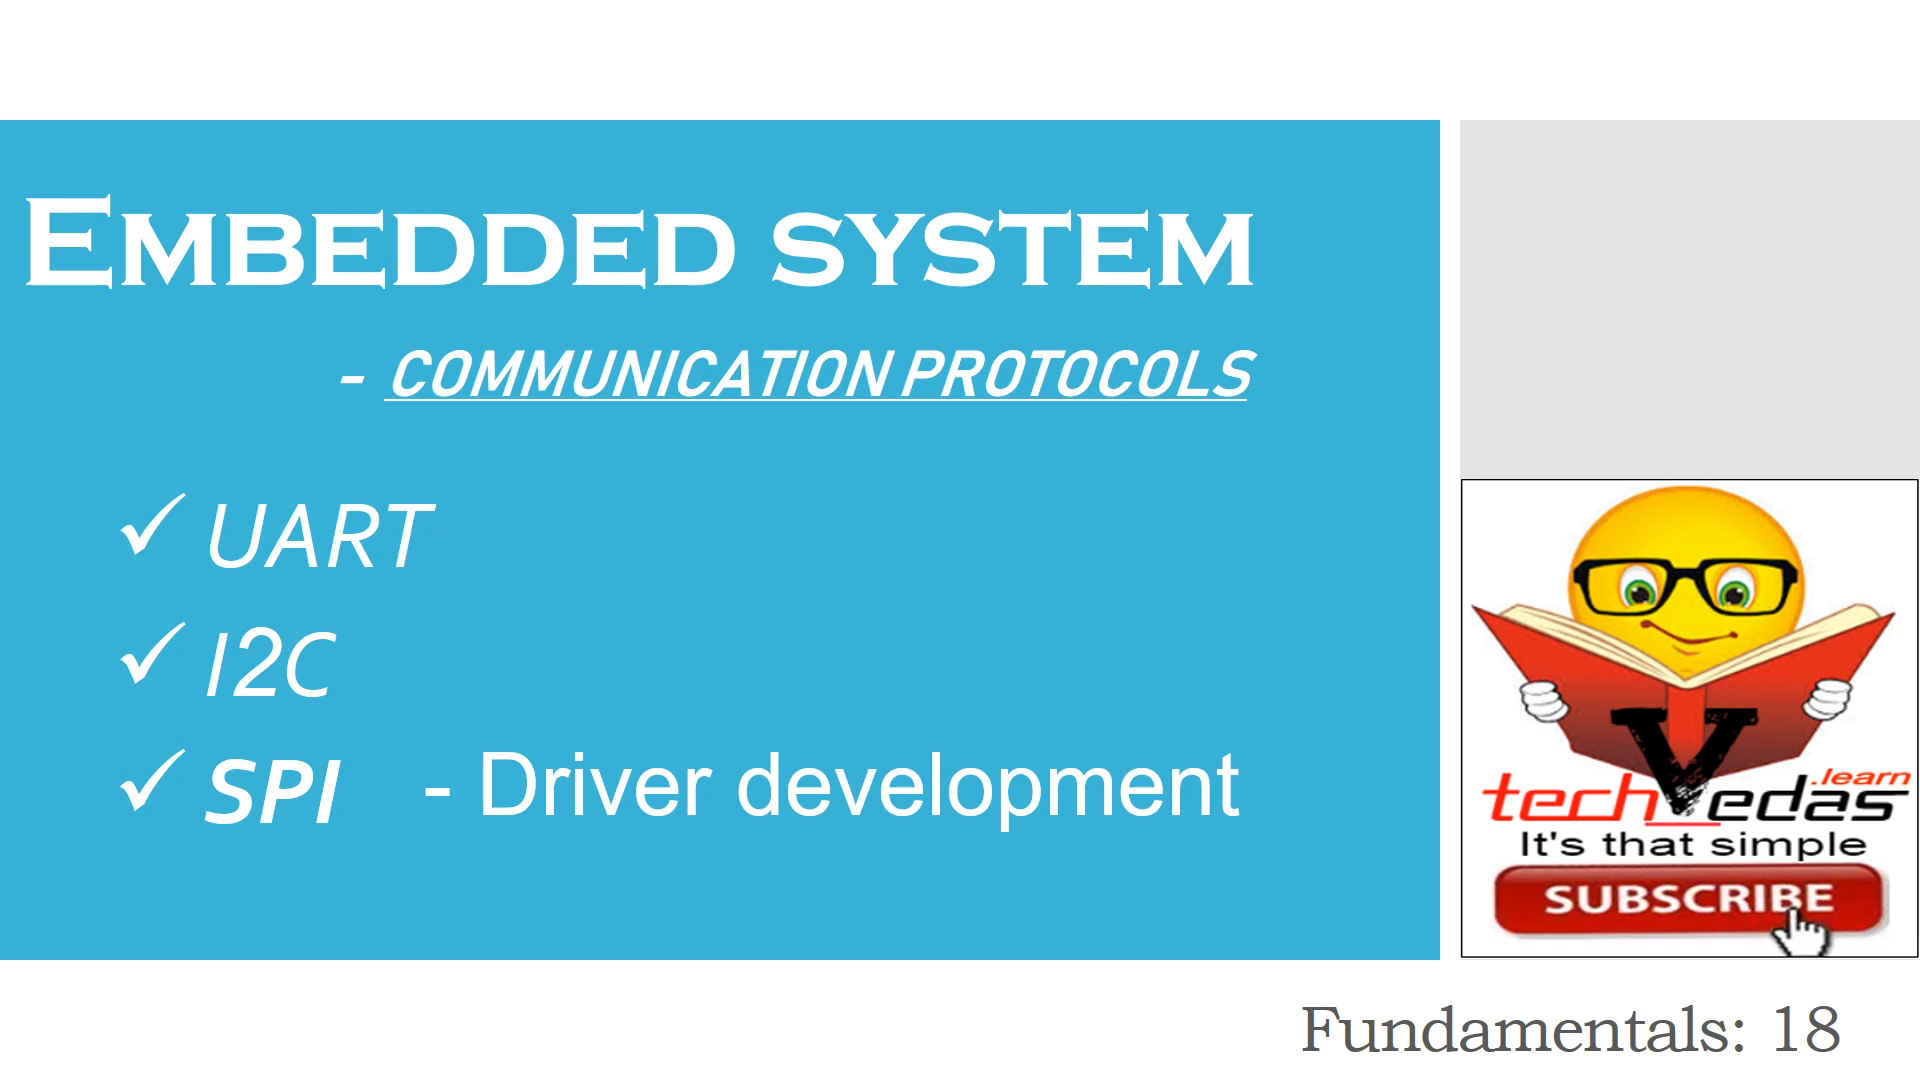 EMBEDDED SYSTEM
- COMMUNICATION PROTOCOLS
✓ UART
✓ I2C
✓ SPI - Driver development
V
techVedas.learn
It's that simple
SUBSCRIBE
Fundamentals: 18